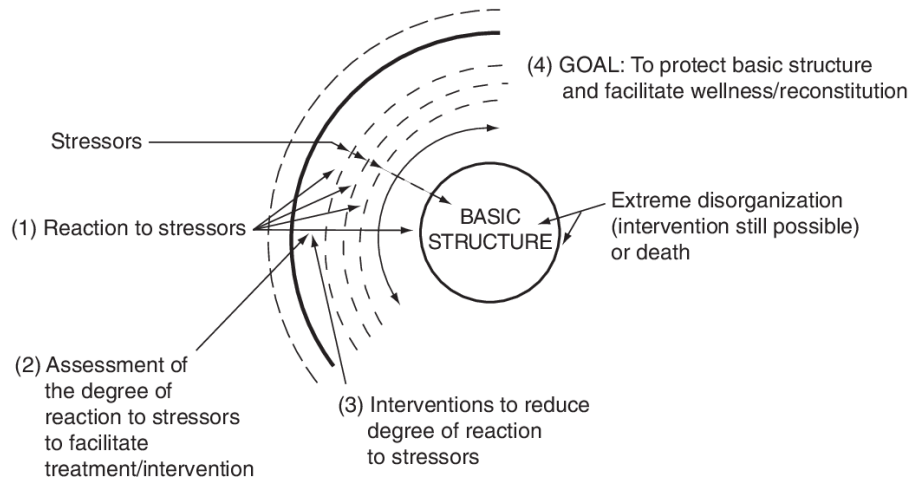 (4) GOAL: To protect basic structure
and facilitate wellness/reconstitution
Stressors
(1) Reaction to stressors
BASIC
STRUCTURE
Extreme disorganization
(intervention still possible)
or death
(2) Assessment of
the degree of
reaction to stressors
to facilitate
treatment/intervention
(3) Interventions to reduce
degree of reaction
to stressors